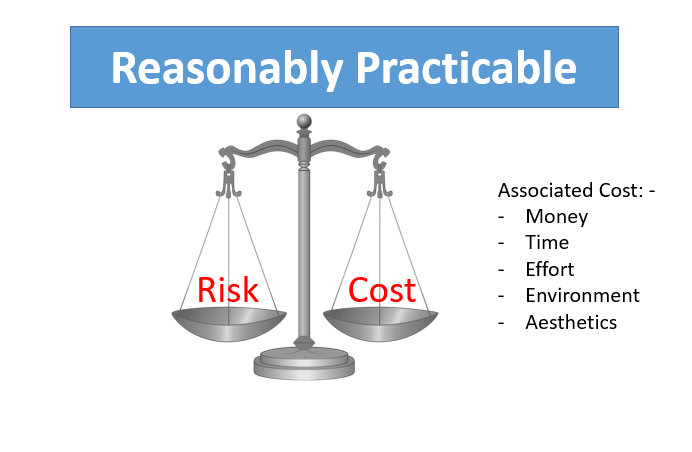 Reasonably Practicable
Risk
Cost
Associated Cost: -
- Money
- Time
- Effort
- Environment
- Aesthetics